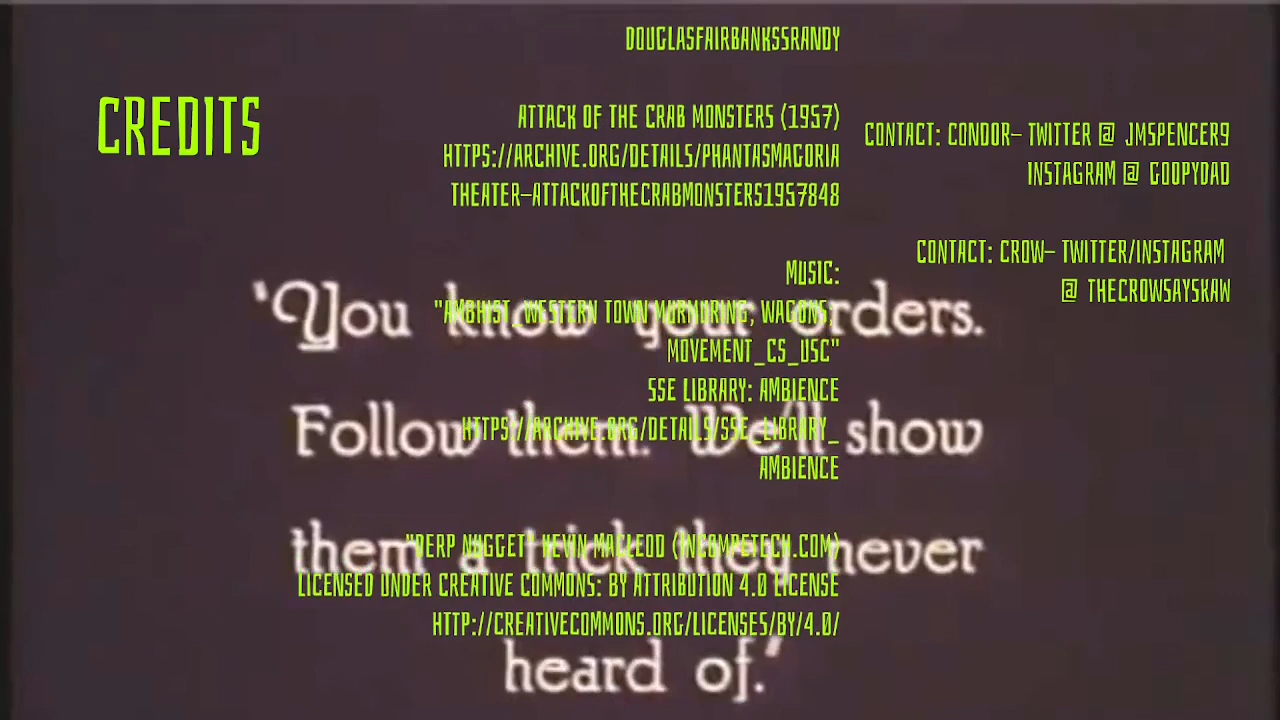 CREDITS
DOUGLASFAIRBANKSSRANDY
ATTACK OF THE CRAB MONSTERS (1957)
HTTPS://ARCHIVE.ORG/DETAILS/PHANTASMAGORIA
THEATER-ATTACKOFTHECRABMONSTERS1957848
MUSIC:
"AMBHIST_WESTERN TOWN MURMURING, WAGONS,
MOVEMENT_CS_USC"
SSE LIBRARY: AMBIENCE
HTTPS://ARCHIVE.ORG/DETAILS/SSE_LIBRARY_
AMBIENCE
"DERP NUGGET" KEVIN MACLEOD (INCOMPETECH.COM)
LICENSED UNDER CREATIVE COMMONS: BY ATTRIBUTION 4.0 LICENSE
HTTP://CREATIVECOMMONS.ORG/LICENSES/BY/4.0/
CONTACT: CONDOR- TWITTER @ JMSPENCER9
INSTAGRAM @ GOOPYDAD
CONTACT: CROW- TWITTER/INSTAGRAM
@ THECROWSAYSKAW
"You know your orders.
Follow them. We'll show
them a trick they never
heard of."